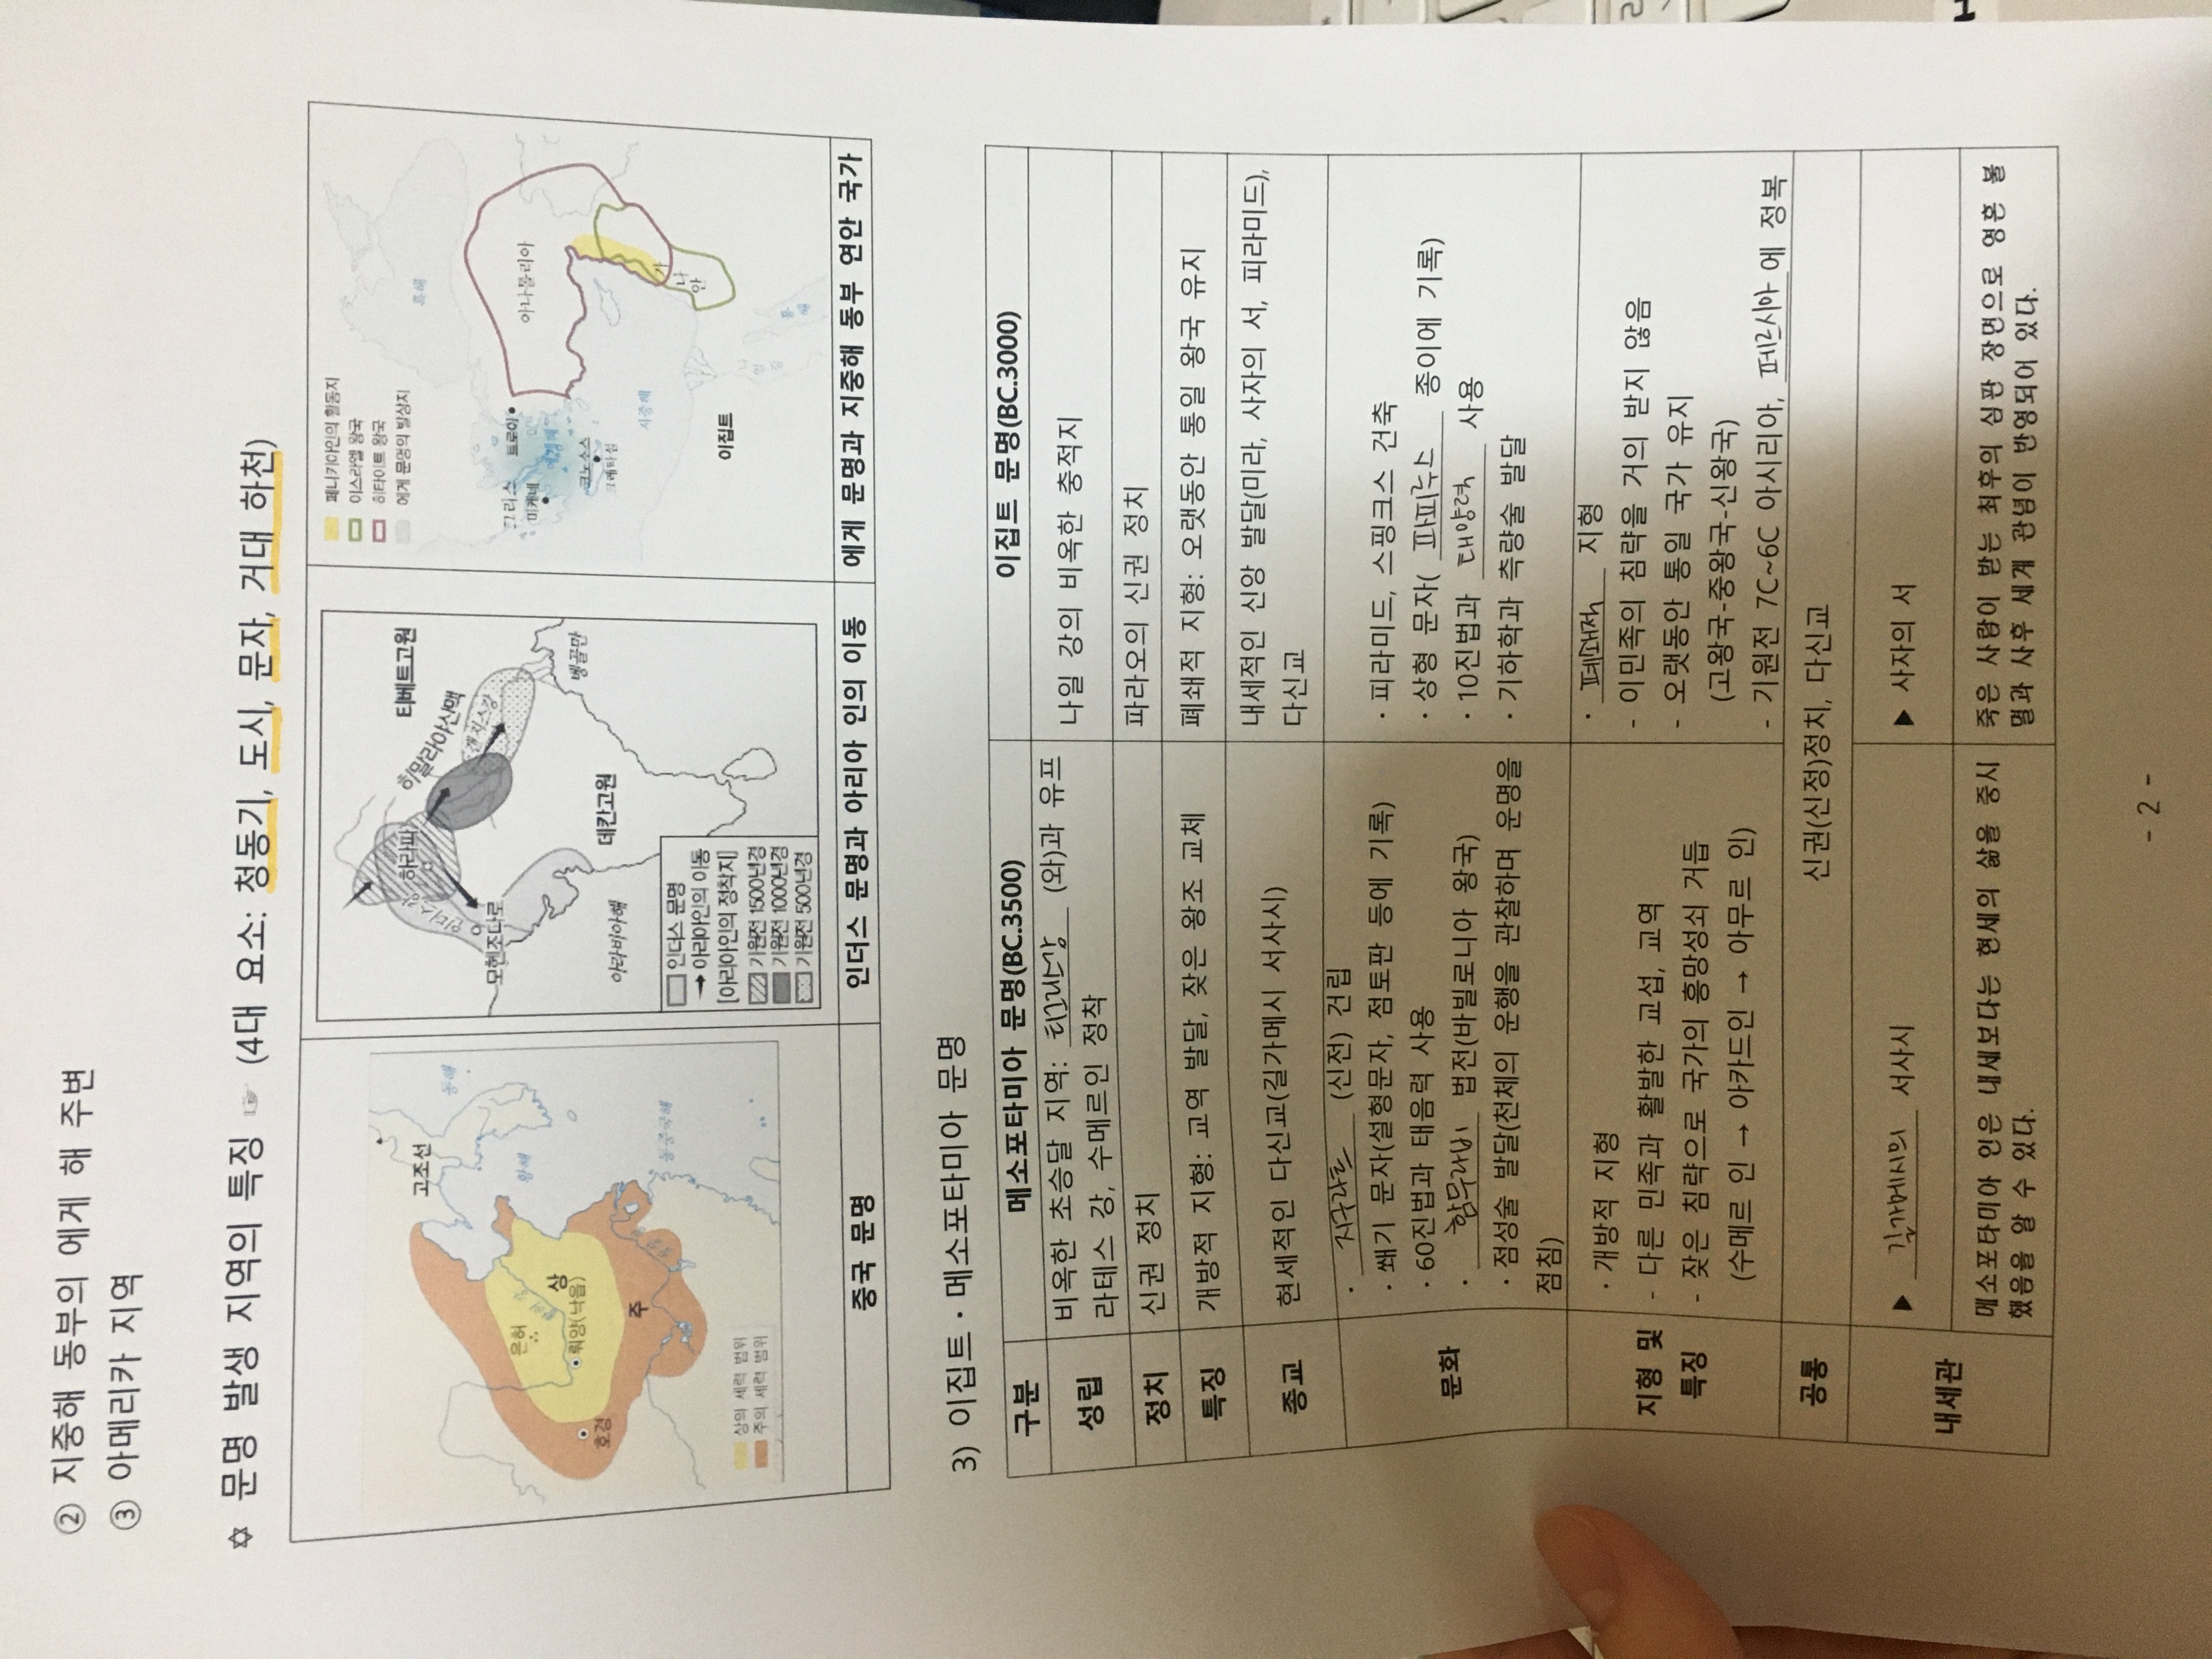 ② 지중해 동부의 에게 해 주변
③ 아메리카 지역
✡ 문명 발생 지역의 특징 ☞ (4대 요소: 청동기, 도시, 문자, 거대 하천)
고조선
동해
은허
황허 강
황해
상
뤄양(낙읍)
호경
주
창장 강
동중국해
상의 세력 범위
주의 세력 범위
티베트고원
히말라야산맥
하라파
인더스강
갠지스강
모헨조다로
벵골만
아라비아해
데칸고원
인더스 문명
→ 아리아인의 이동
[아리아인의 정착지]
기원전 1500년경
기원전 1000년경
기원전 500년경
페니키아인의 활동지
이스라엘 왕국
히타이트 왕국
에게 문명의 발상지
흑해
그리스
트로이
미케네
에게해
아나톨리아
크노소스
크레타섬
지중해
가나안
이집트
나일강
홍해
중국 문명
인더스 문명과 아리아 인의 이동
에게 문명과 지중해 동부 연안 국가
3) 이집트 · 메소포타미아 문명
구분
메소포타미아 문명(BC.3500)
이집트 문명(BC.3000)
성립
비옥한 초승달 지역: 티그리스강 (와)과 유프
라테스 강, 수메르인 정착
나일 강의 비옥한 충적지
정치
신권 정치
파라오의 신권 정치
특징
개방적 지형: 교역 발달, 잦은 왕조 교체
폐쇄적 지형: 오랫동안 통일 왕국 유지
종교
현세적인 다신교(길가메시 서사시)
내세적인 신앙 발달(미라, 사자의 서, 피라미드),
다신교
문화
· 지구라트 (신전) 건립
· 쐐기 문자(설형문자, 점토판 등에 기록)
· 60진법과 태음력 사용
· 함무라비 법전(바빌로니아 왕국)
· 점성술 발달(천체의 운행을 관찰하며 운명을
점침)
· 피라미드, 스핑크스 건축
· 상형 문자( 파피루스 종이에 기록)
· 10진법과 태양력 사용
· 기하학과 측량술 발달
지형 및
특징
· 개방적 지형
- 다른 민족과 활발한 교섭, 교역
- 잦은 침략으로 국가의 흥망성쇠 거듭
(수메르 인 → 아카드인 → 아무르 인)
· 폐쇄적 지형
- 이민족의 침략을 거의 받지 않음
- 오랫동안 통일 국가 유지
(고왕국-중왕국-신왕국)
- 기원전 7C~6C 아시리아, 페르시아 에 정복
공통
신권(신정)정치, 다신교
내세관
▶ 길가메시의 서사시
▶ 사자의 서
메소포타미아 인은 내세보다는 현세의 삶을 중시
했음을 알 수 있다.
죽은 사람이 받는 최후의 심판 장면으로 영혼 불
멸과 사후 세계 관념이 반영되어 있다.
- 2 -